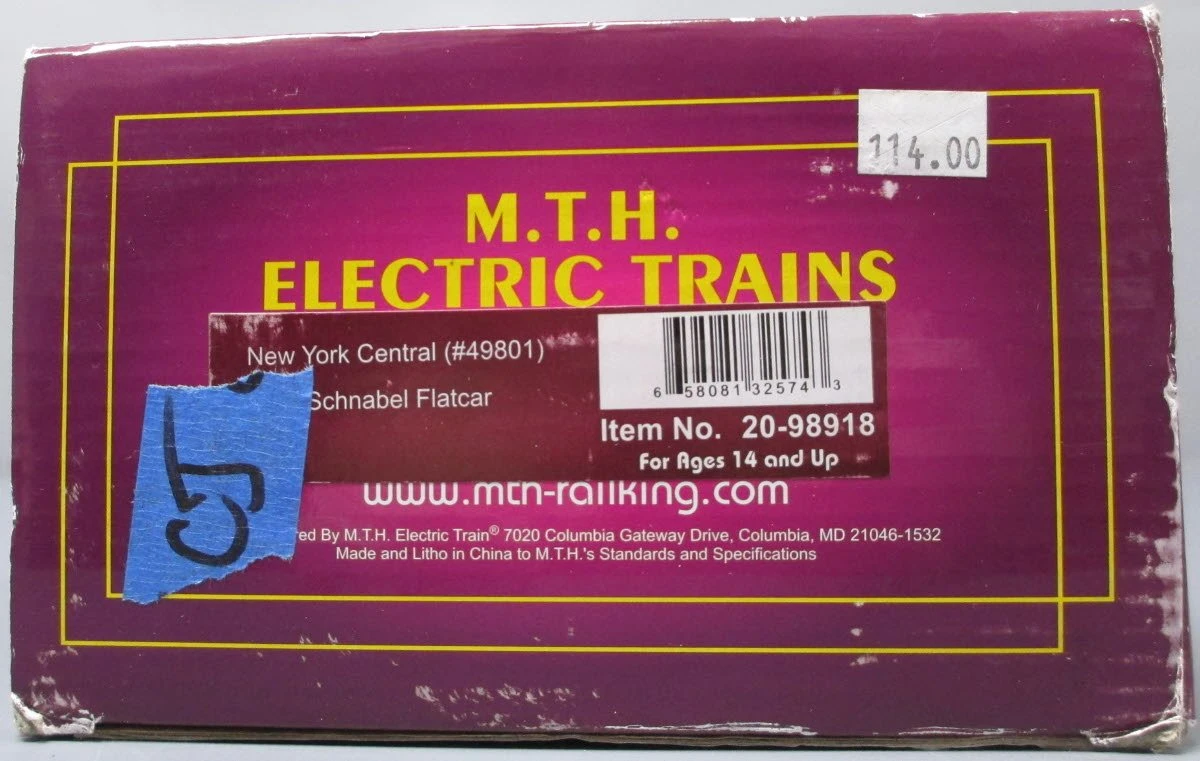 114.00
M.T.H.
ELECTRIC TRAINS
New York Central (#49801)
Schnabel Flatcar
6 58081 32574 3
Item No. 20-98918
For Ages 14 and Up
www.mth-railking.com
By M.T.H. Electric Train® 7020 Columbia Gateway Drive, Columbia, MD 21046-1532
Made and Litho in China to M.T.H.'s Standards and Specifications